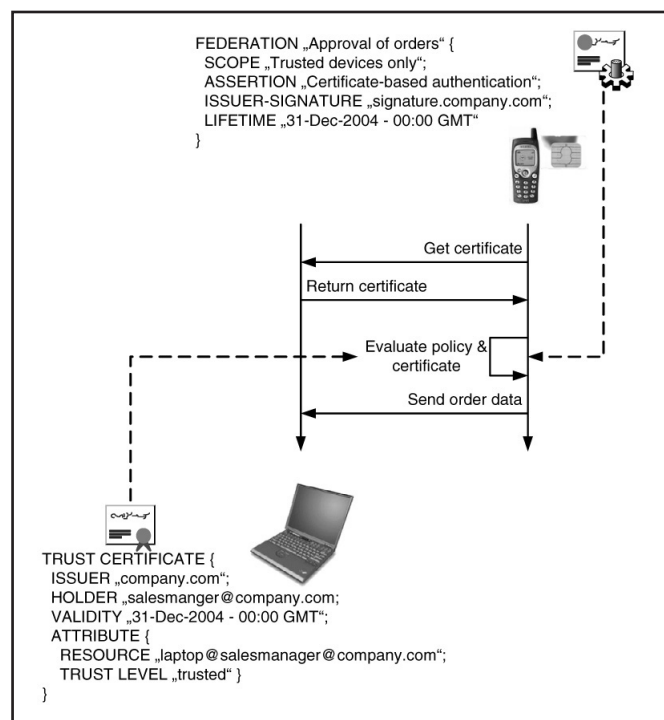 FEDERATION „Approval of orders“ {
SCOPE „Trusted devices only“;
ASSERTION „Certificate-based authentication“;
ISSUER-SIGNATURE „signature.company.com“;
LIFETIME „31-Dec-2004 - 00:00 GMT“
}
Get certificate
Return certificate
Evaluate policy &
certificate
Send order data
TRUST CERTIFICATE {
ISSUER „company.com“;
HOLDER „salesmanger@company.com;
VALIDITY „31-Dec-2004 - 00:00 GMT“;
ATTRIBUTE {
RESOURCE „laptop@salesmanager@company.com“;
TRUST LEVEL „trusted“ }
}